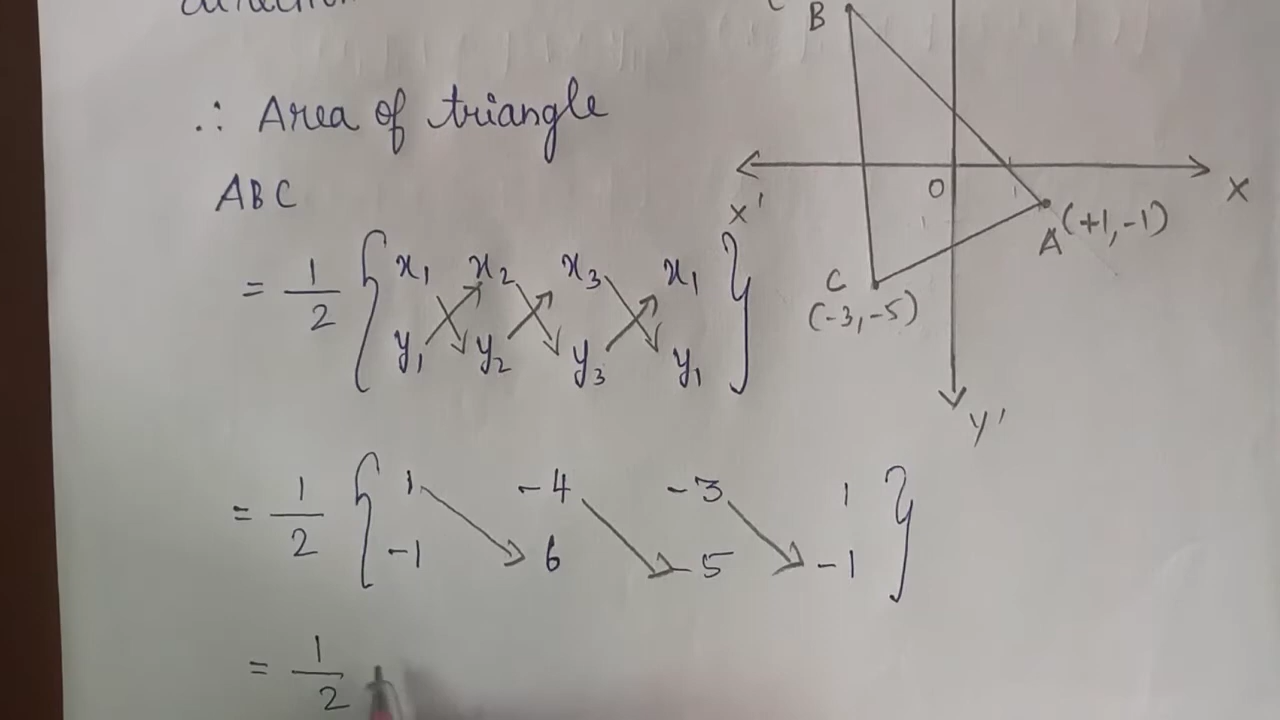 direction
∴ Area of triangle
ABC
= 1/2 { x₁ x₂ x₃ x₁
y₁ y₂ y₃ y₁ }
= 1/2 { 1 -4 -3 1
-1 6 -5 -1 }
= 1/2
B
X' O X
A (+1,-1)
C
(-3,-5)
Y'